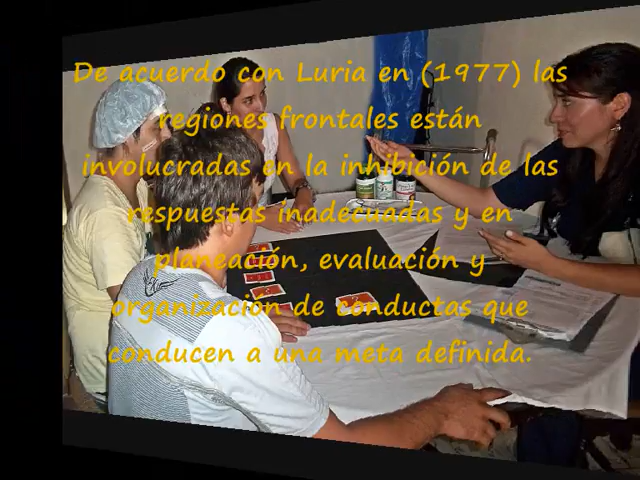 De acuerdo con Luria en (1977) las
regiones frontales están
involucradas en la inhibición de las
respuestas inadecuadas y en
planeación, evaluación y
organización de conductas que
conducen a una meta definida.